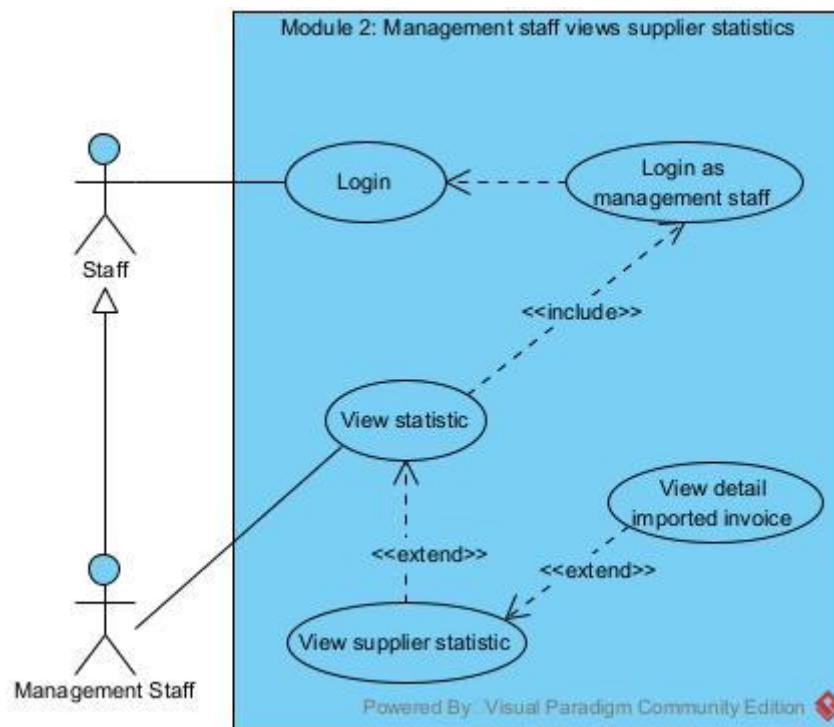 Module 2: Management staff views supplier statistics
Login
Login as
management staff
Staff
<<include>>
View statistic
View detail
imported invoice
<<extend>>
<<extend>>
View supplier statistic
Management Staff
Powered By Visual Paradigm Community Edition